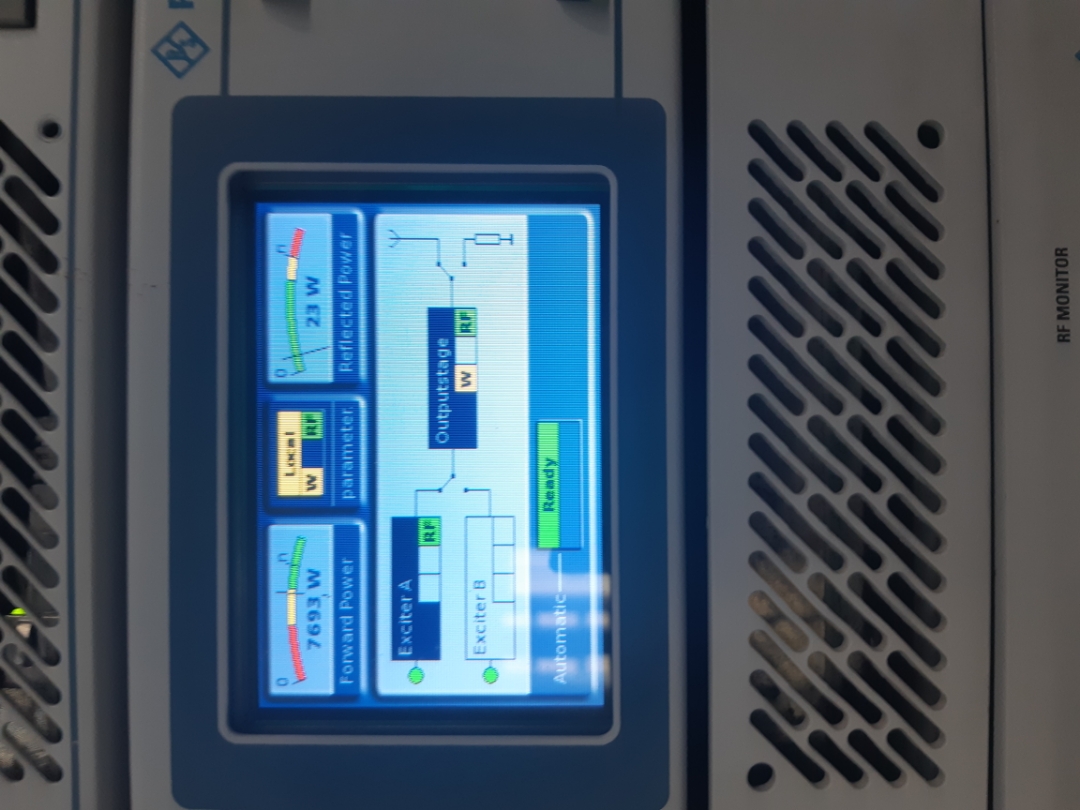 0 n
7693 W
Forward Power
Local
W RF
parameter.
0 n
23 W
Reflected Power
Exciter A
RF
Exciter B
Outputstage
W RF
Automatic
Ready
RF MONITOR